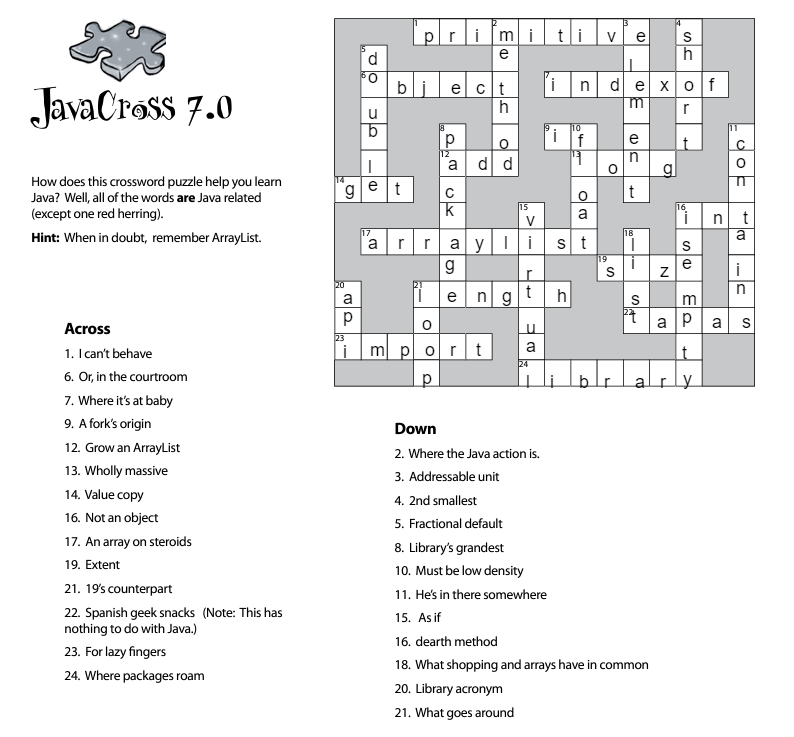 JavaCross 7.0
How does this crossword puzzle help you learn
Java? Well, all of the words are Java related
(except one red herring).
Hint: When in doubt, remember ArrayList.
1 p r i 2 m i t i v 3 e 4 s
5 d e l h
6 o b j e c t 7 i n d e x o f
u h m r
b 8 p o 9 i 10 f e t 11 c
l 12 a d d 13 l o n g o
14 g e t c o t n
k 15 v a 16 i n t
17 a r r a y l i s t 18 l s a
g r 19 s i z e i
20 a 21 l e n g t h s m n
p o u 22 t a p a s
23 i m p o r t a t
p 24 l i b r a r y
Across
1. I can't behave
6. Or, in the courtroom
7. Where it's at baby
9. A fork's origin
12. Grow an ArrayList
13. Wholly massive
14. Value copy
16. Not an object
17. An array on steroids
19. Extent
21. 19's counterpart
22. Spanish geek snacks (Note: This has
nothing to do with Java.)
23. For lazy fingers
24. Where packages roam
Down
2. Where the Java action is.
3. Addressable unit
4. 2nd smallest
5. Fractional default
8. Library's grandest
10. Must be low density
11. He's in there somewhere
15. As if
16. dearth method
18. What shopping and arrays have in common
20. Library acronym
21. What goes around